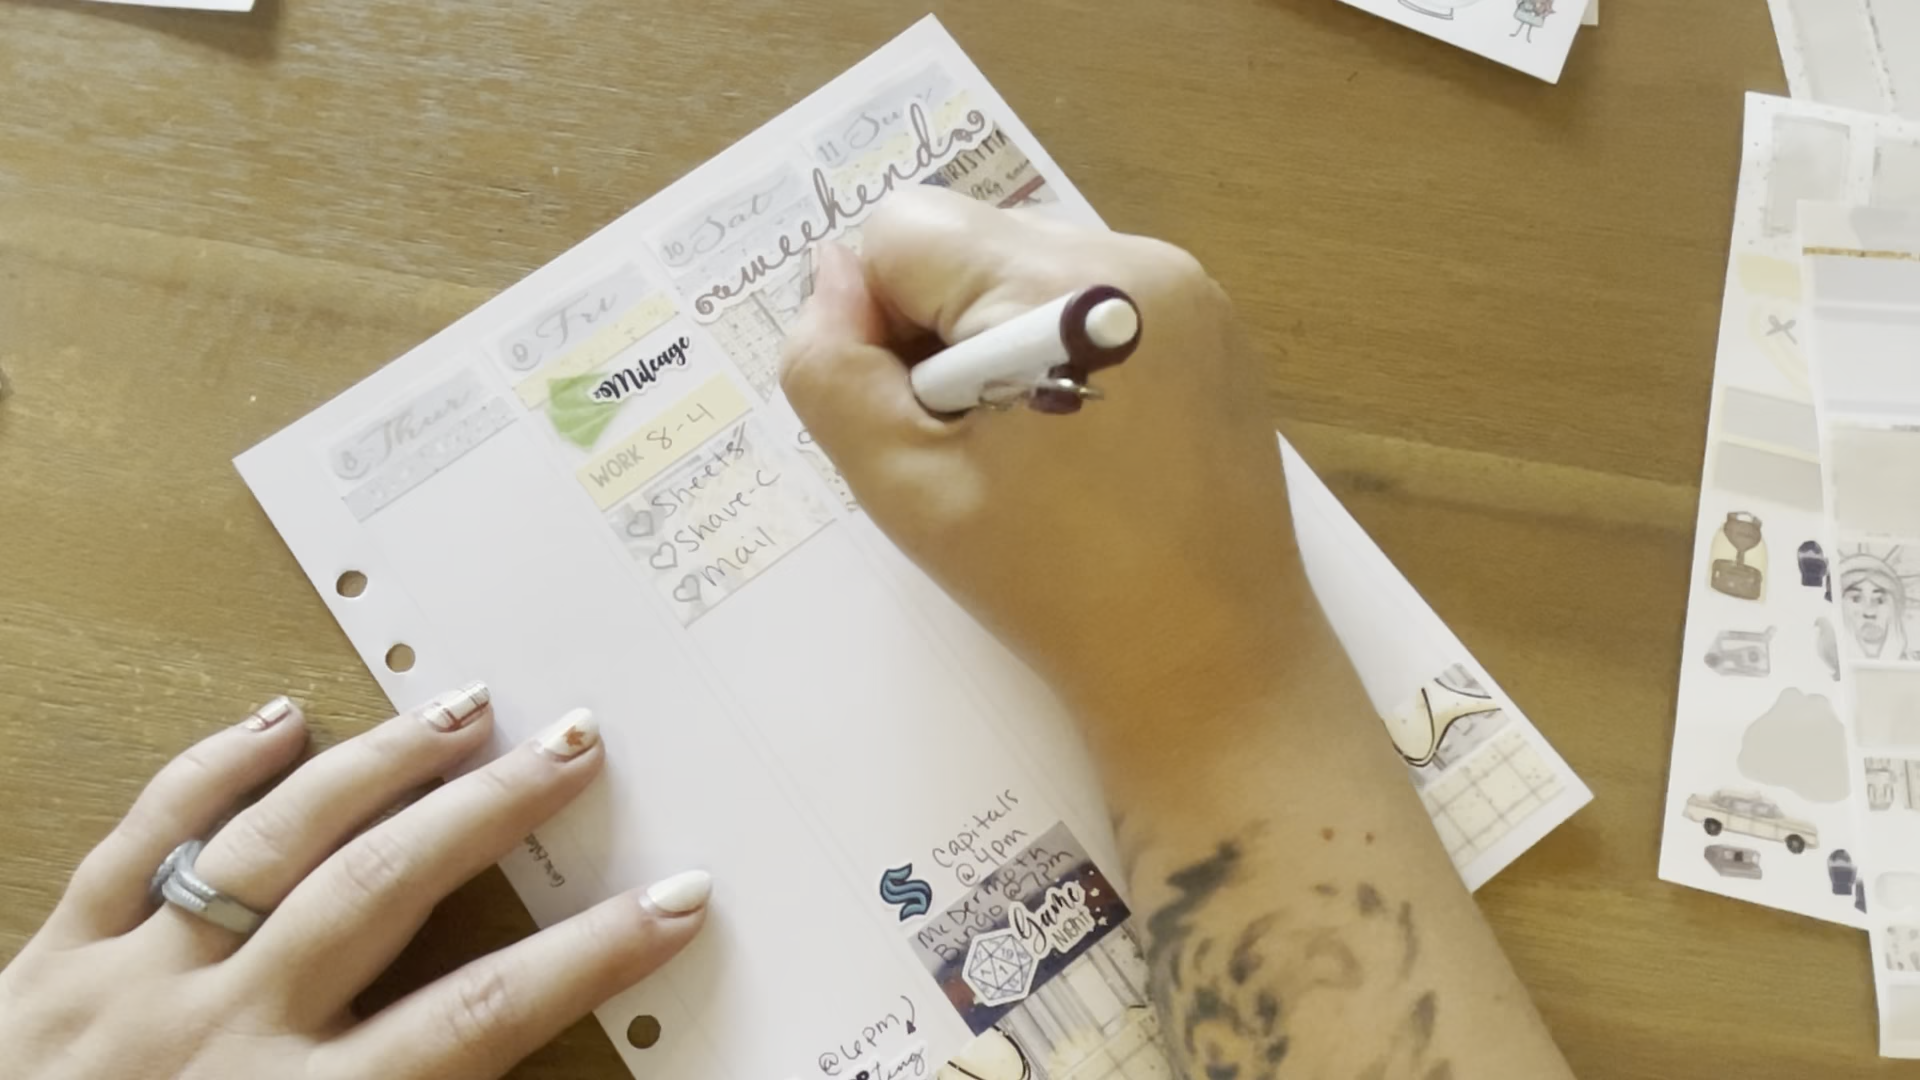 8 Thur
9 Fri
Mileage
WORK 8-4
Sheets
Shave-C
mail
10 Sat
11 Su
weekend
Capitals
@ 4pm
McDermoth
Bingo @ 7pm
Game
NIGHT
@6pm